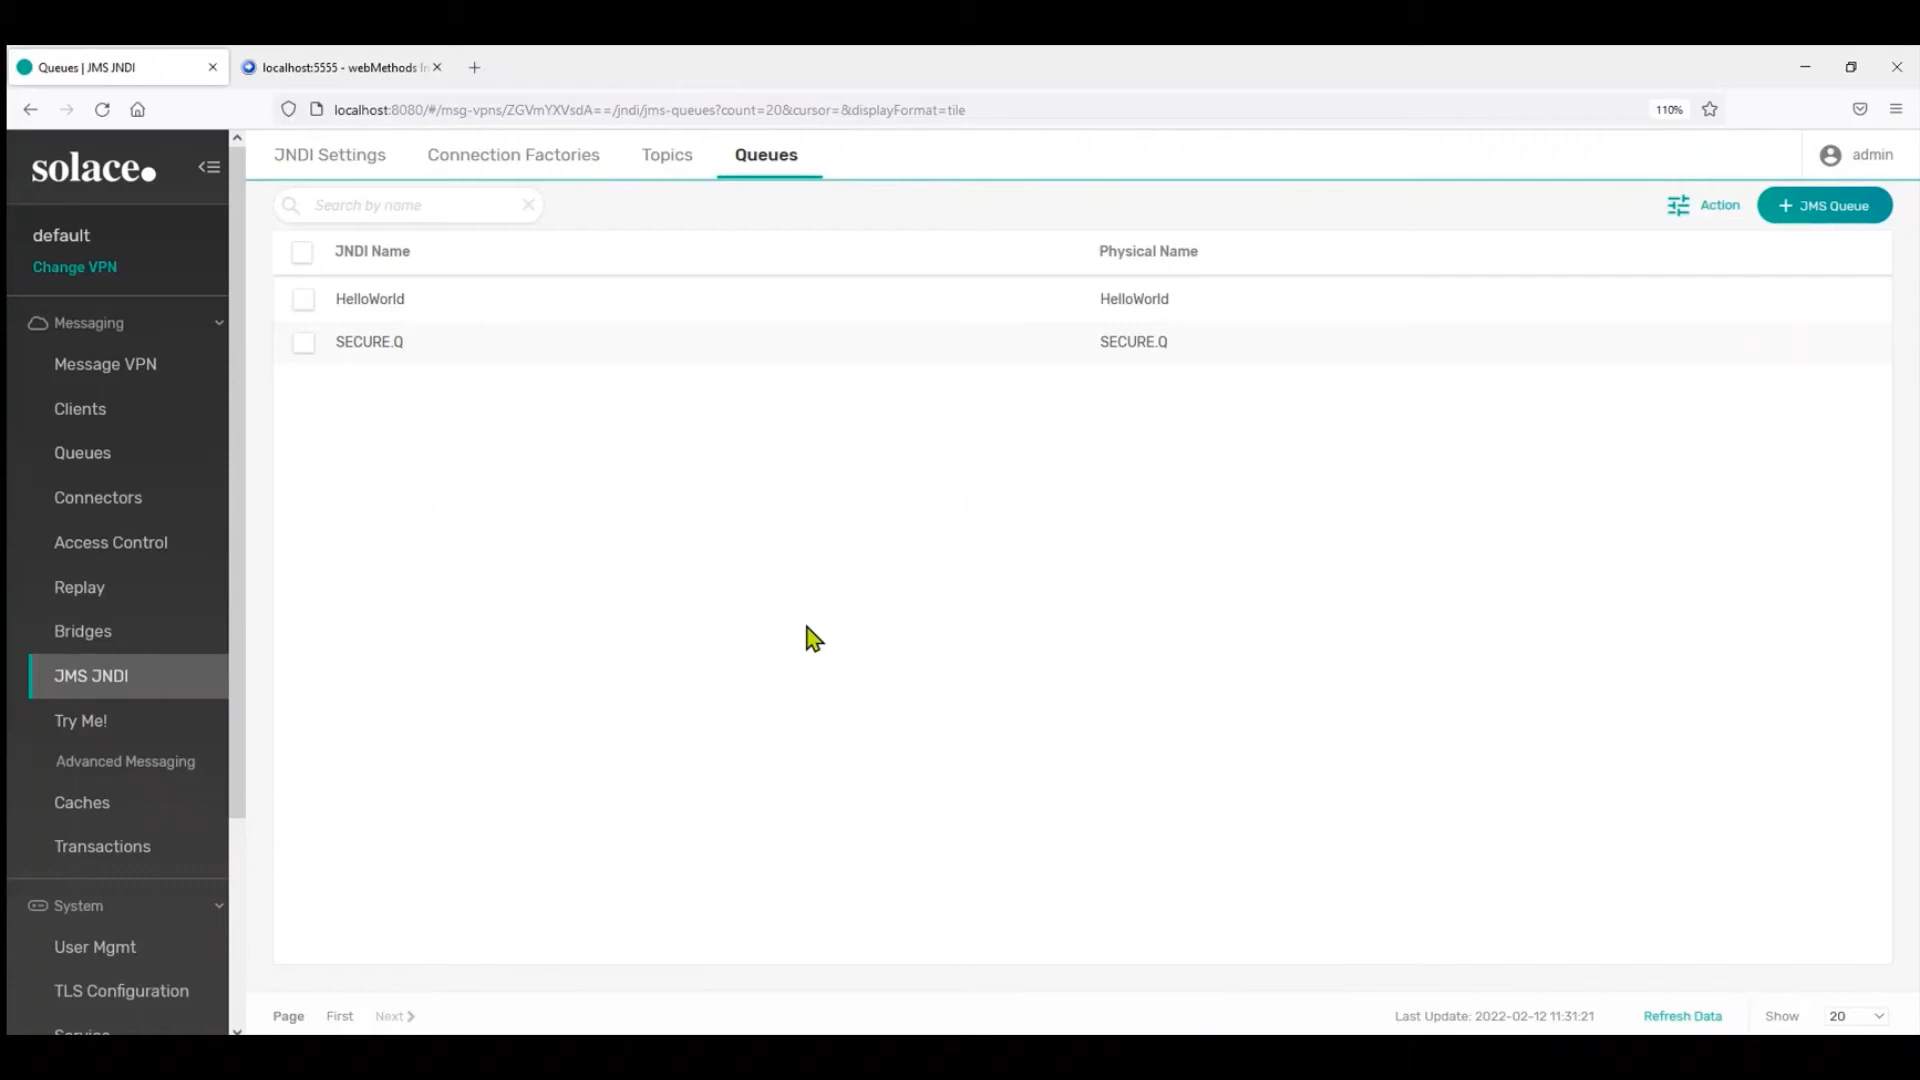 Queues | JMS JNDI
localhost:5555 - webMethods In
localhost:8080/#/msg-vpns/ZGVmYXVsdA==/jndi/jms-queues?count=20&cursor=&displayFormat=tile
110%
solace.
JNDI Settings
Connection Factories
Topics
Queues
admin
Search by name
Action
JMS Queue
default
Change VPN
JNDI Name
Physical Name
HelloWorld
HelloWorld
SECURE.Q
SECURE.Q
Messaging
Message VPN
Clients
Queues
Connectors
Access Control
Replay
Bridges
JMS JNDI
Try Me!
Advanced Messaging
Caches
Transactions
System
User Mgmt
TLS Configuration
Service
Page
First
Next
Last Update: 2022-02-12 11:31:21
Refresh Data
Show
20